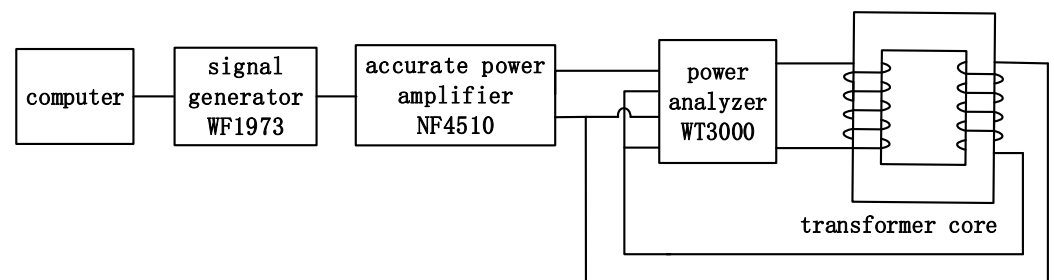 computer
signal
generator
WF1973
accurate power
amplifier
NF4510
power
analyzer
WT3000
transformer core